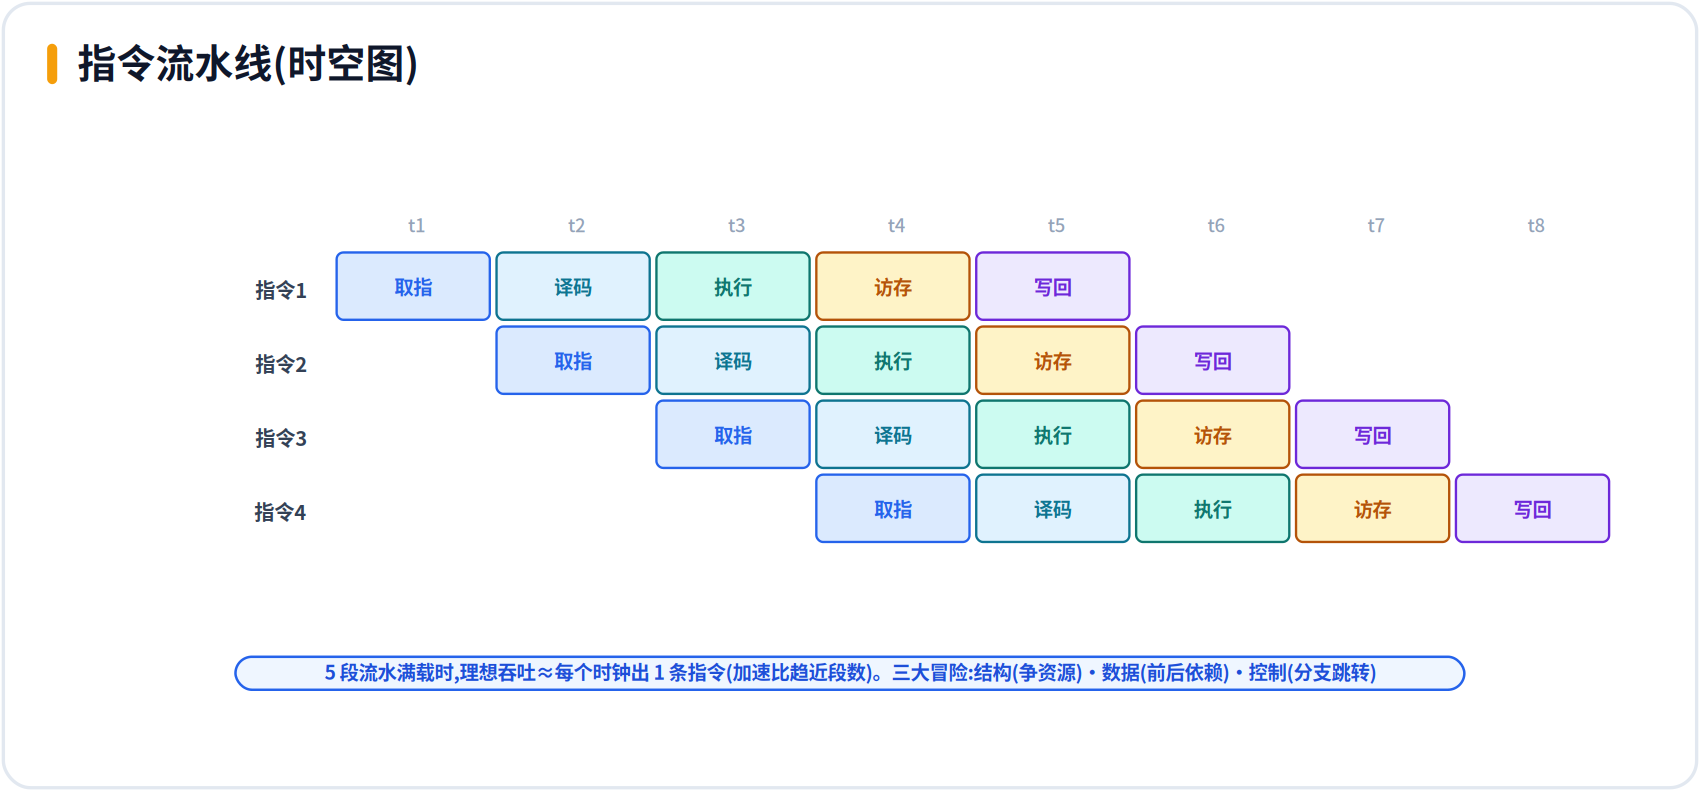 指令流水线(时空图)
t1 t2 t3 t4 t5 t6 t7 t8
指令1 取指 译码 执行 访存 写回
指令2 取指 译码 执行 访存 写回
指令3 取指 译码 执行 访存 写回
指令4 取指 译码 执行 访存 写回
5 段流水满载时,理想吞吐≈每个时钟出 1 条指令(加速比趋近段数)。三大冒险:结构(争资源)・数据(前后依赖)・控制(分支跳转)